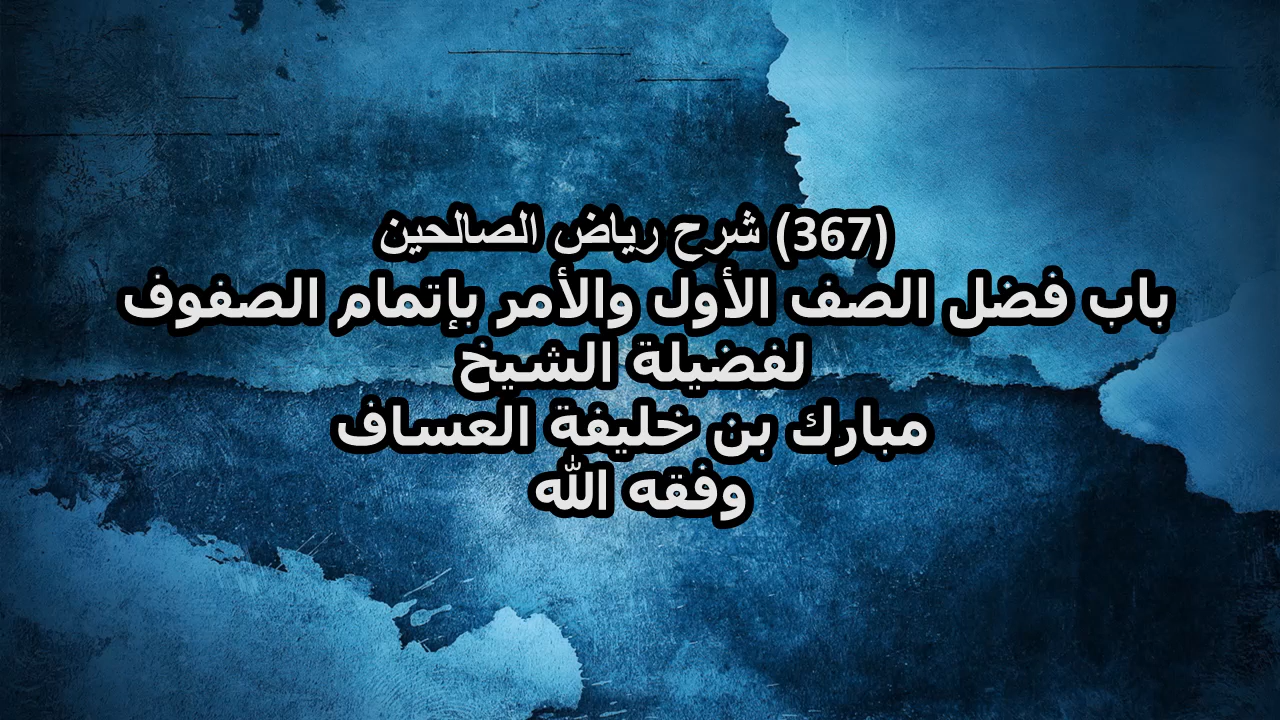 (367) شرح رياض الصالحين
باب فضل الصف الأول والأمر بإتمام الصفوف
لفضيلة الشيخ
مبارك بن خليفة العساف
وفقه الله